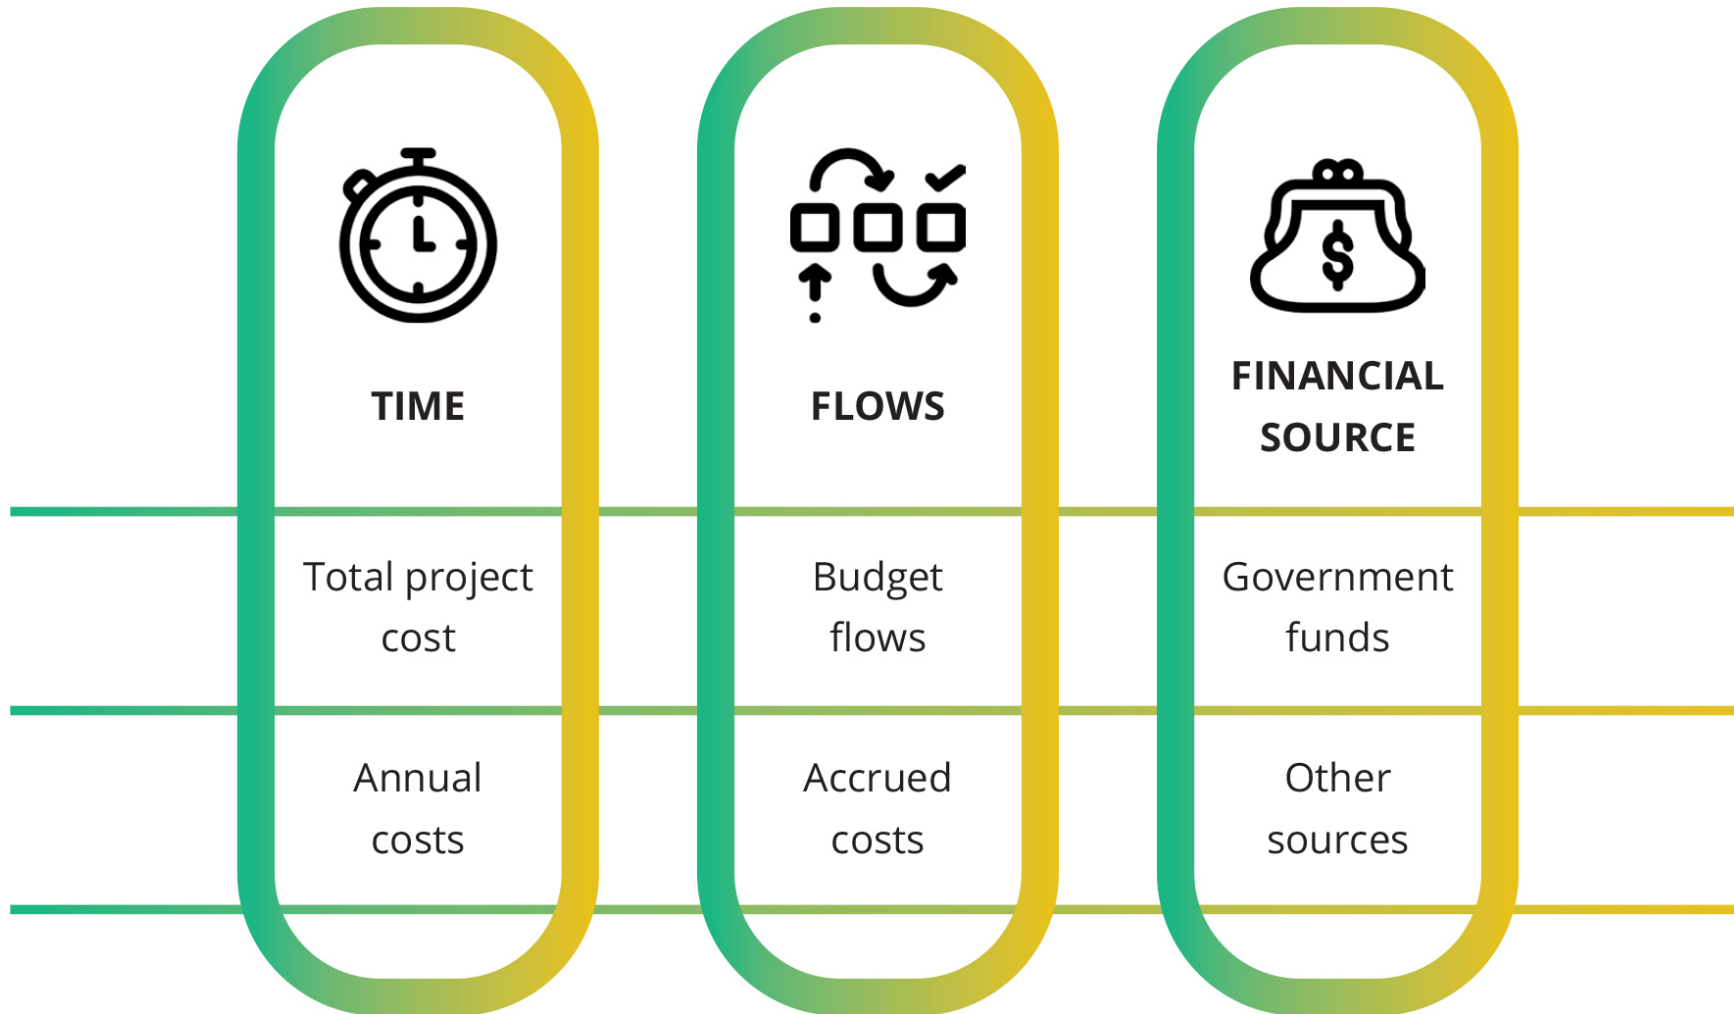 TIME
FLOWS
FINANCIAL
SOURCE
Total project
cost
Budget
flows
Government
funds
Annual
costs
Accrued
costs
Other
sources